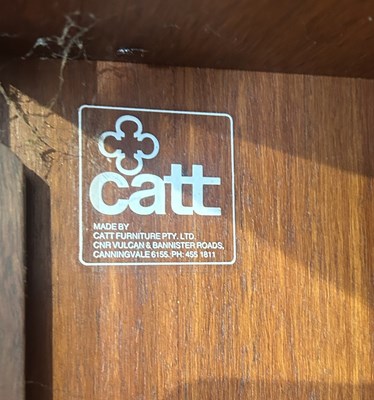 catt
MADE BY
CATT FURNITURE PTY. LTD.
CNR VULCAN & BANNISTER ROADS,
CANNINGVALE 6155. PH: 455 1811